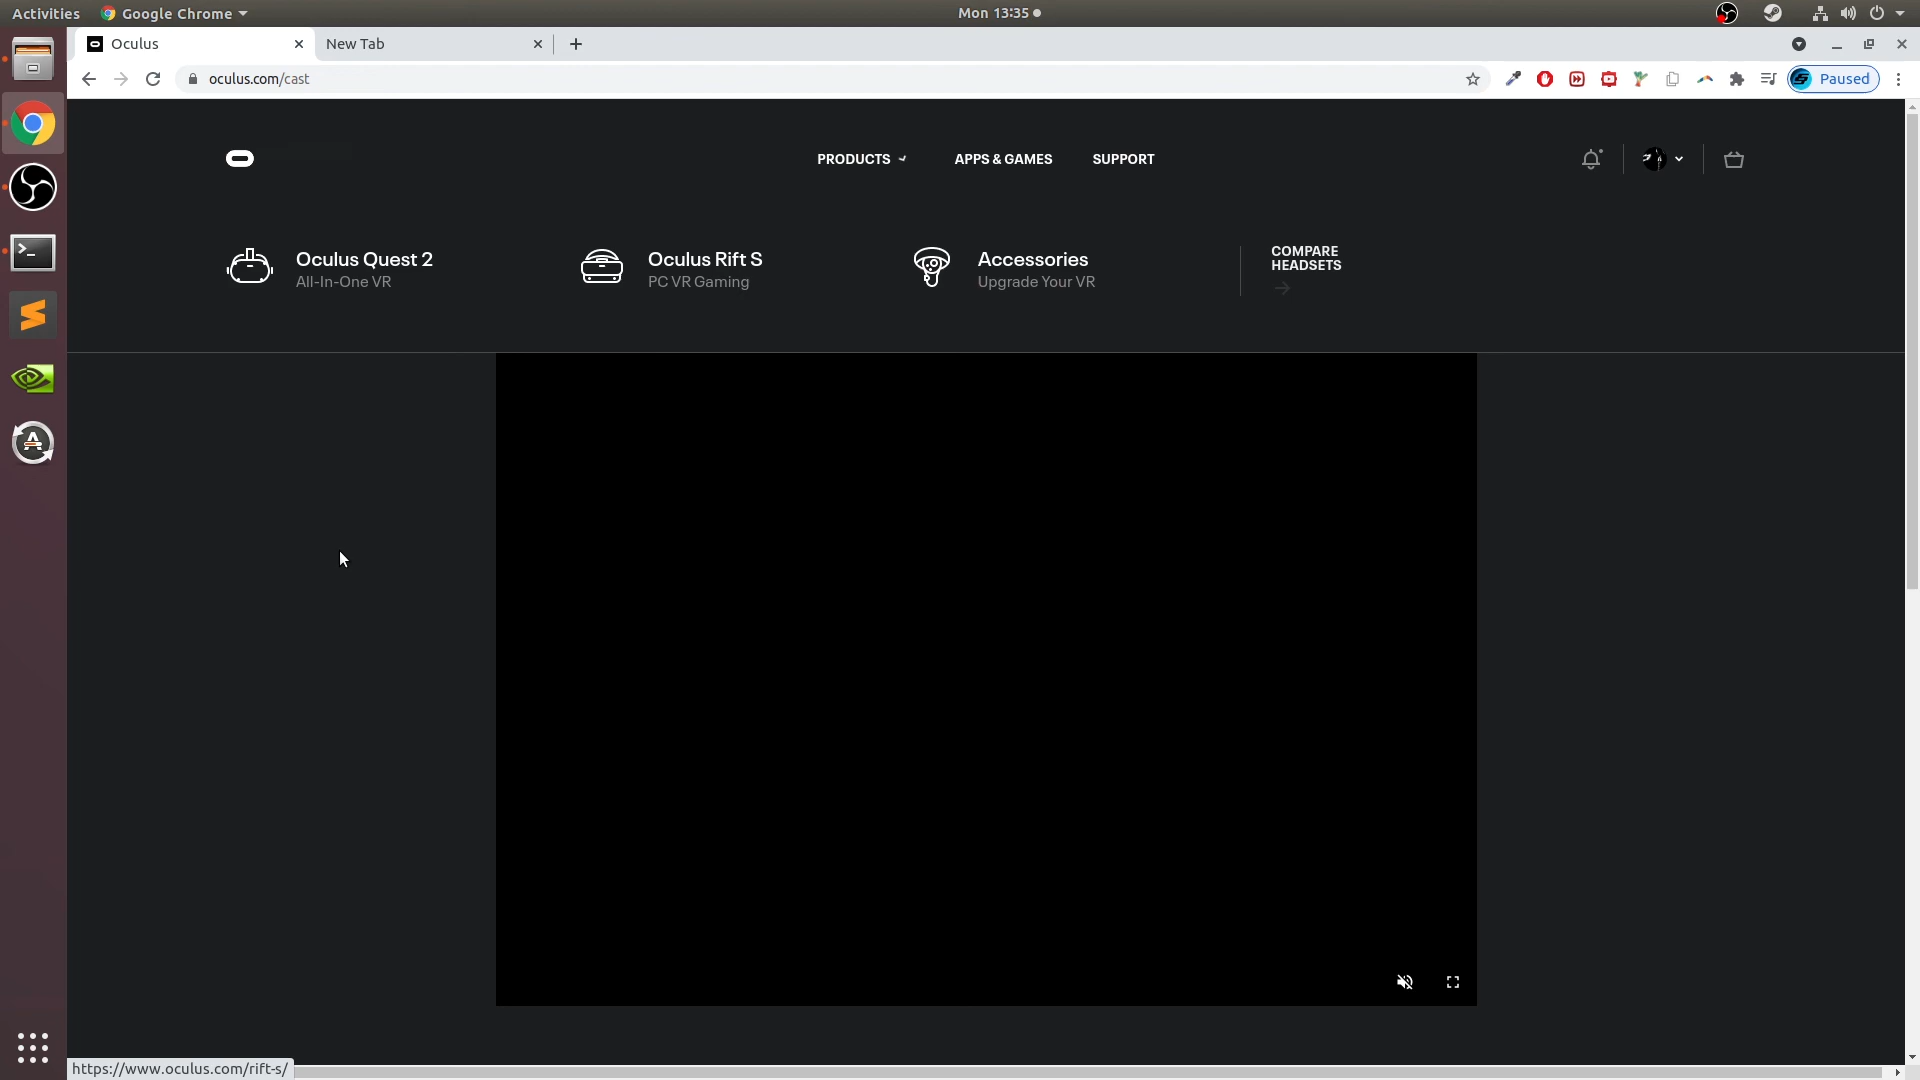 Activities
Google Chrome
Mon 13:35
Oculus
New Tab
oculus.com/cast
Paused
PRODUCTS
APPS & GAMES
SUPPORT
Oculus Quest 2
All-In-One VR
Oculus Rift S
PC VR Gaming
Accessories
Upgrade Your VR
COMPARE
HEADSETS
https://www.oculus.com/rift-s/